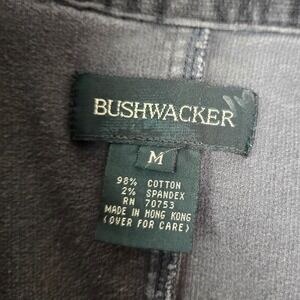 BUSHWACKER
M
98% COTTON
2% SPANDEX
RN 70753
MADE IN HONG KONG
(OVER FOR CARE)